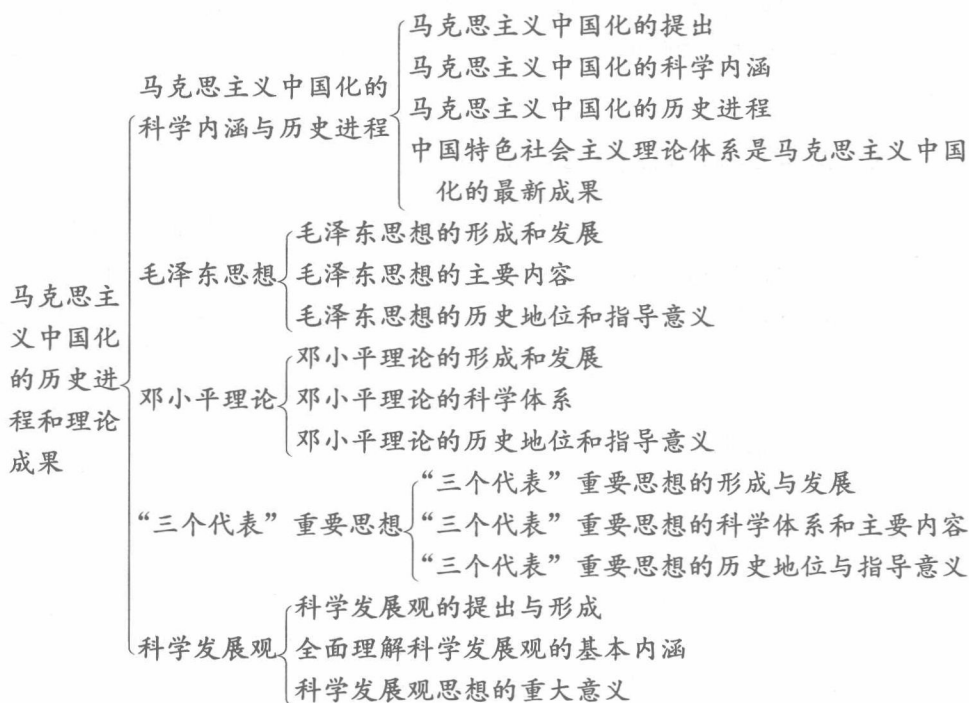 马克思主义中国化的历史进程和理论成果
马克思主义中国化的
科学内涵与历史进程
马克思主义中国化的提出
马克思主义中国化的科学内涵
马克思主义中国化的历史进程
中国特色社会主义理论体系是马克思主义中国
化的最新成果
毛泽东思想
毛泽东思想的形成和发展
毛泽东思想的主要内容
毛泽东思想的历史地位和指导意义
邓小平理论
邓小平理论的形成和发展
邓小平理论的科学体系
邓小平理论的历史地位和指导意义
“三个代表”重要思想
“三个代表”重要思想的形成与发展
“三个代表”重要思想的科学体系和主要内容
“三个代表”重要思想的历史地位与指导意义
科学发展观
科学发展观的提出与形成
全面理解科学发展观的基本内涵
科学发展观思想的重大意义